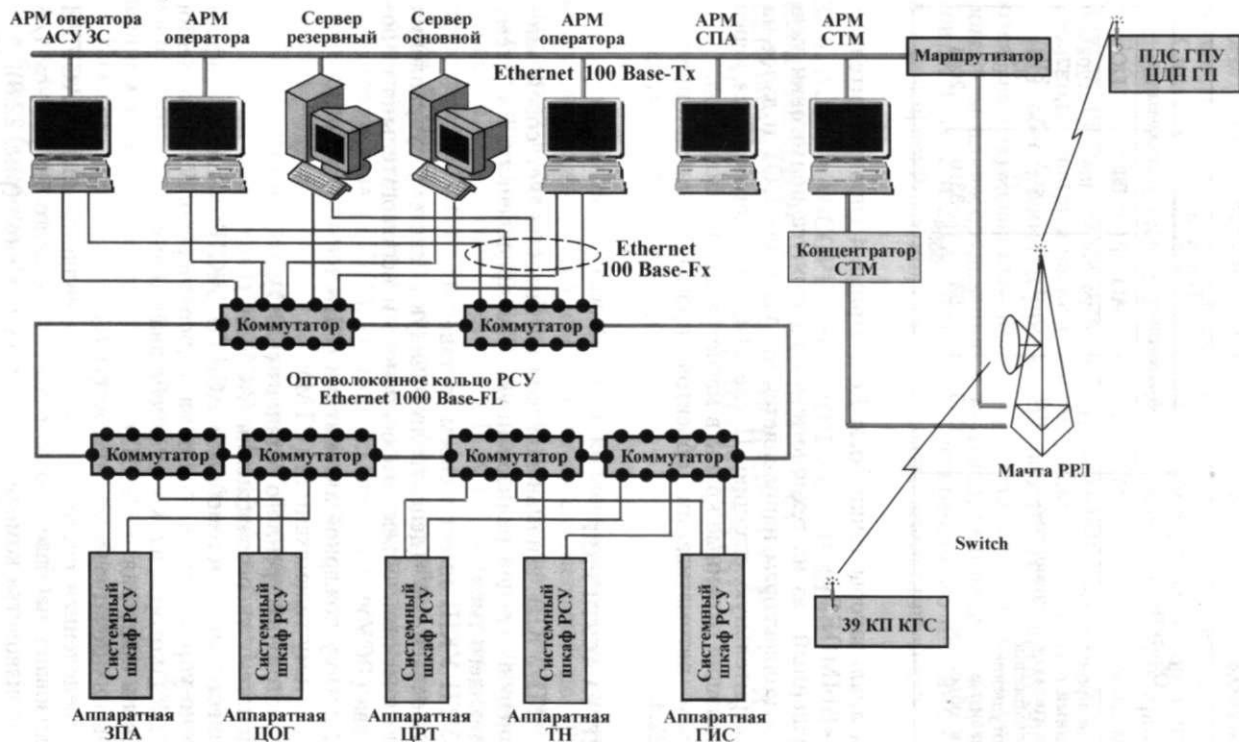 АРМ оператора
АСУ ЗС
АРМ
оператора
Сервер
резервный
Сервер
основной
АРМ
оператора
АРМ
СПА
АРМ
СТМ
Маршрутизатор
ПДС ГПУ
ЦДП ГП
Ethernet 100 Base-Tx
Ethernet
100 Base-Fx
Концентратор
СТМ
Коммутатор
Коммутатор
Оптоволоконное кольцо РСУ
Ethernet 1000 Base-FL
Коммутатор
Коммутатор
Коммутатор
Коммутатор
Мачта РРЛ
Switch
39 КП КГС
Системный
шкаф РСУ
Системный
шкаф РСУ
Системный
шкаф РСУ
Системный
шкаф РСУ
Системный
шкаф РСУ
Аппаратная
ЗПА
Аппаратная
ЦОГ
Аппаратная
ЦРТ
Аппаратная
ТН
Аппаратная
ГИС